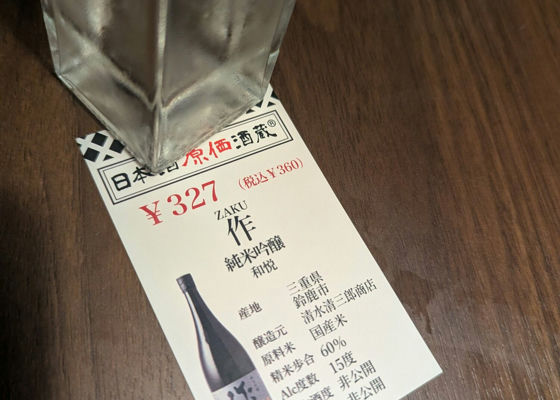 日本酒原価酒蔵®
¥327 (税込¥360)
ZAKU
作
純米吟醸
和悦
産地 三重県
鈴鹿市
醸造元 清水清三郎商店
原料米 国産米
精米歩合 60%
Alc度数 15度
酒度 非公開
非公開
作